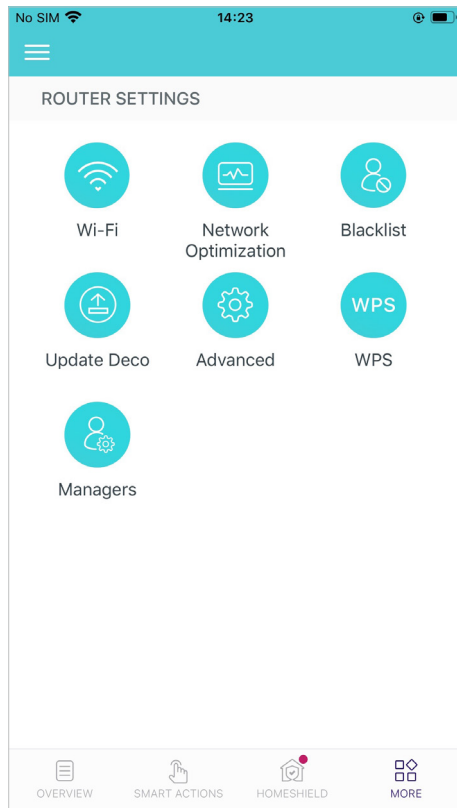 No SIM 14:23
ROUTER SETTINGS
Wi-Fi
Network
Optimization
Blacklist
Update Deco
Advanced
WPS
WPS
Managers
OVERVIEW
SMART ACTIONS
HOMESHIELD
MORE